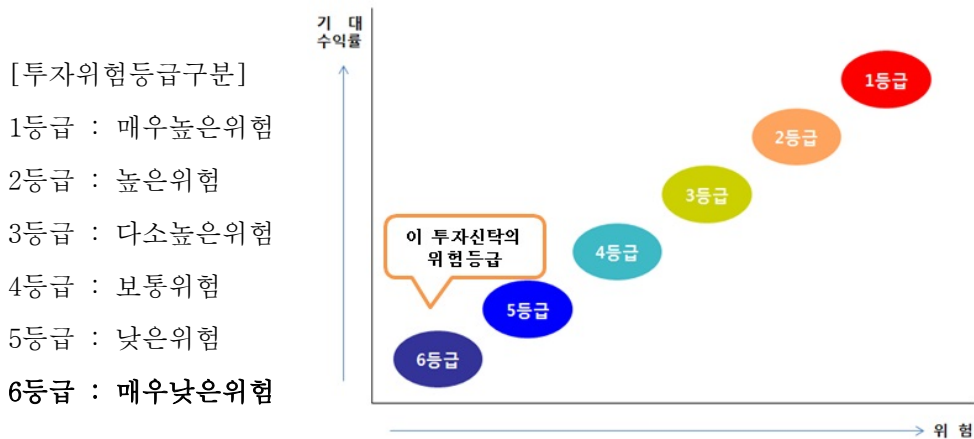 [투자위험등급구분]
1등급 : 매우높은위험
2등급 : 높은위험
3등급 : 다소높은위험
4등급 : 보통위험
5등급 : 낮은위험
6등급 : 매우낮은위험
기 대
수익률
1등급
2등급
3등급
이 투자신탁의
위험등급
4등급
5등급
6등급
위 험